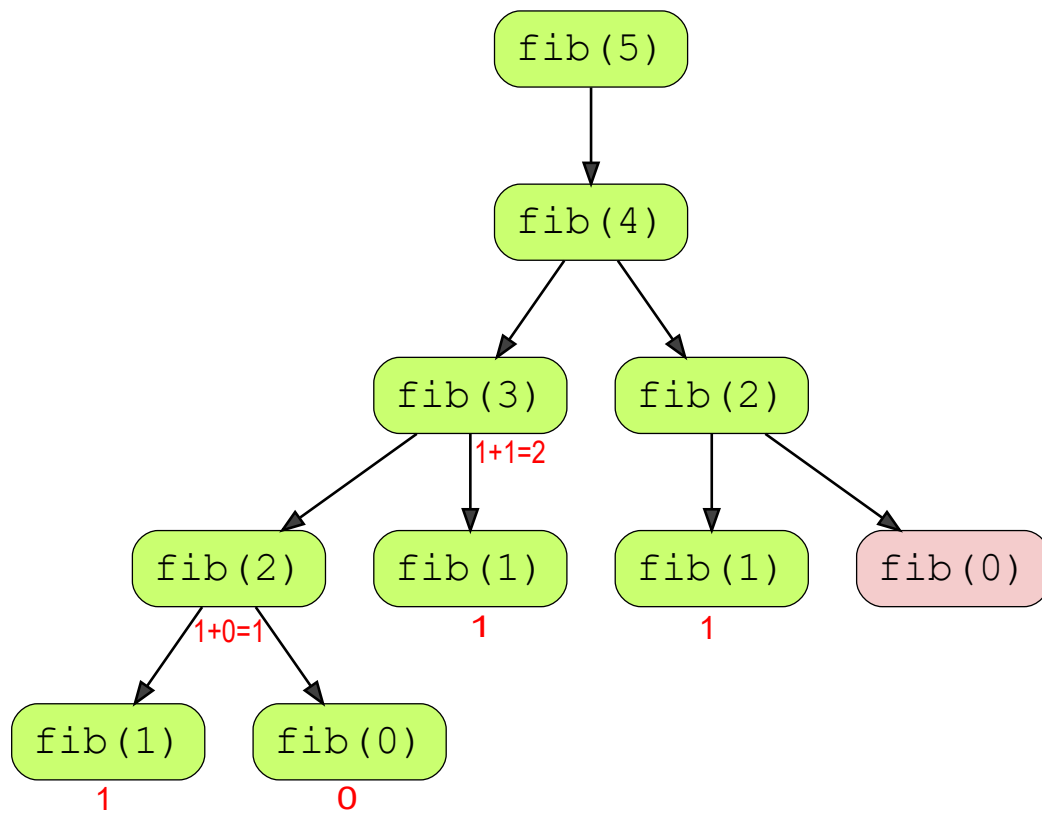 fib(5)
fib(4)
fib(3)
fib(2)
1+1=2
fib(2)
fib(1)
fib(1)
fib(0)
1+0=1
1
1
fib(1)
fib(0)
1
0